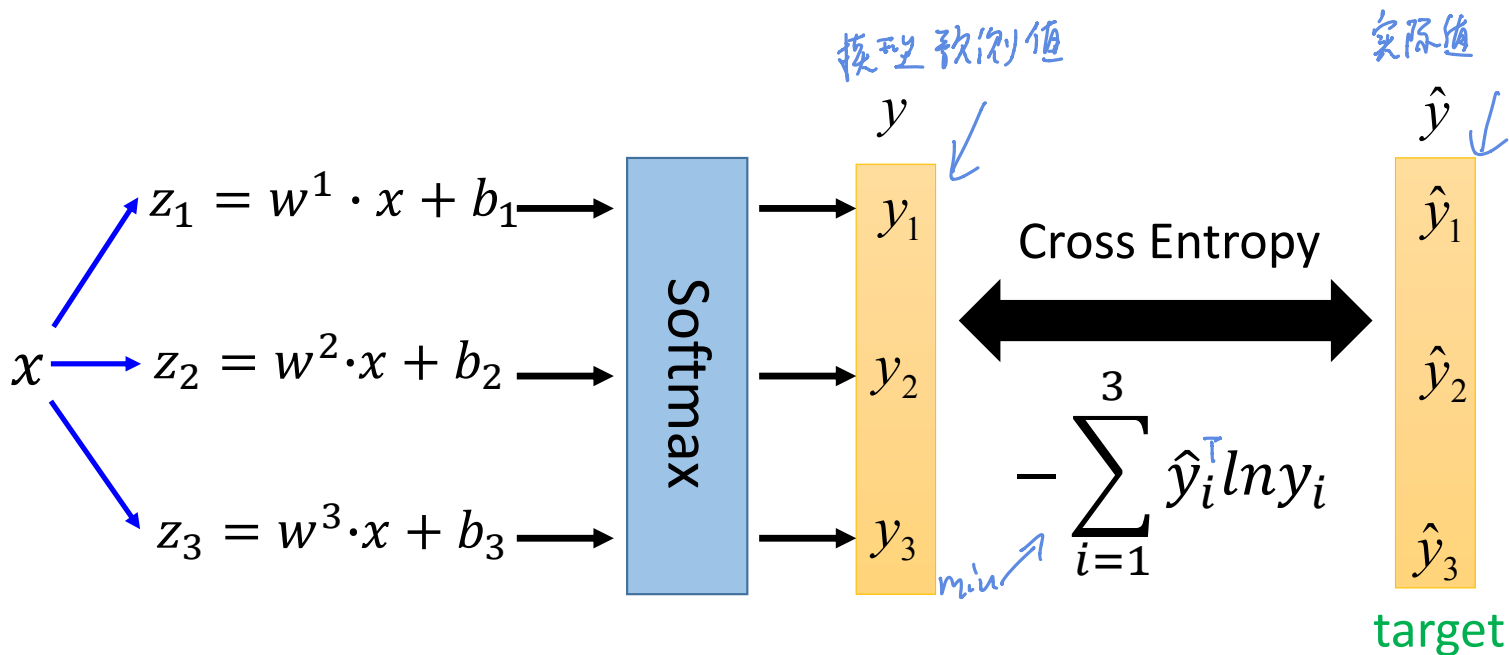 模型预测值
实际值
y
ŷ
z₁ = w¹ · x + b₁
y₁
ŷ₁
Cross Entropy
Softmax
x
z₂ = w²·x + b₂
y₂
ŷ₂
3
− ∑ ŷᵢᵀlnyᵢ
i=1
z₃ = w³·x + b₃
y₃
ŷ₃
min
target